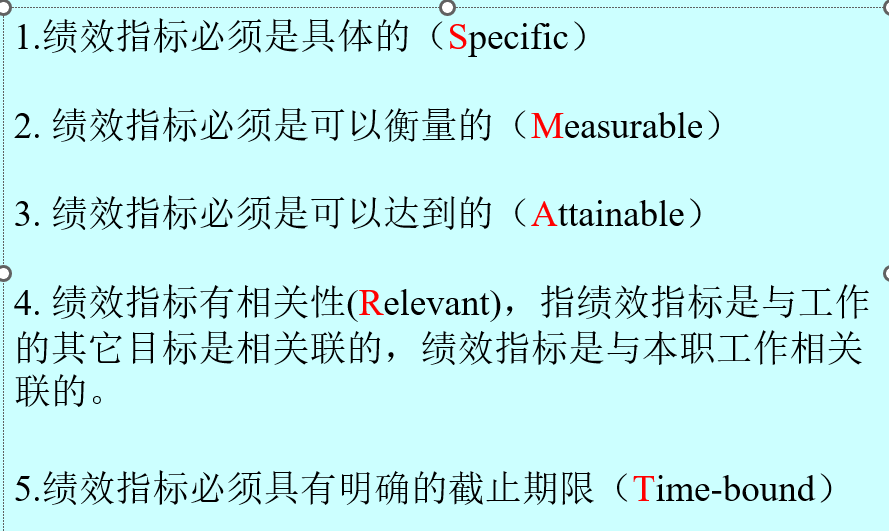 1.绩效指标必须是具体的（Specific）
2. 绩效指标必须是可以衡量的（Measurable）
3. 绩效指标必须是可以达到的（Attainable）
4. 绩效指标有相关性(Relevant)，指绩效指标是与工作
的其它目标是相关联的，绩效指标是与本职工作相关
联的。
5.绩效指标必须具有明确的截止期限（Time-bound）